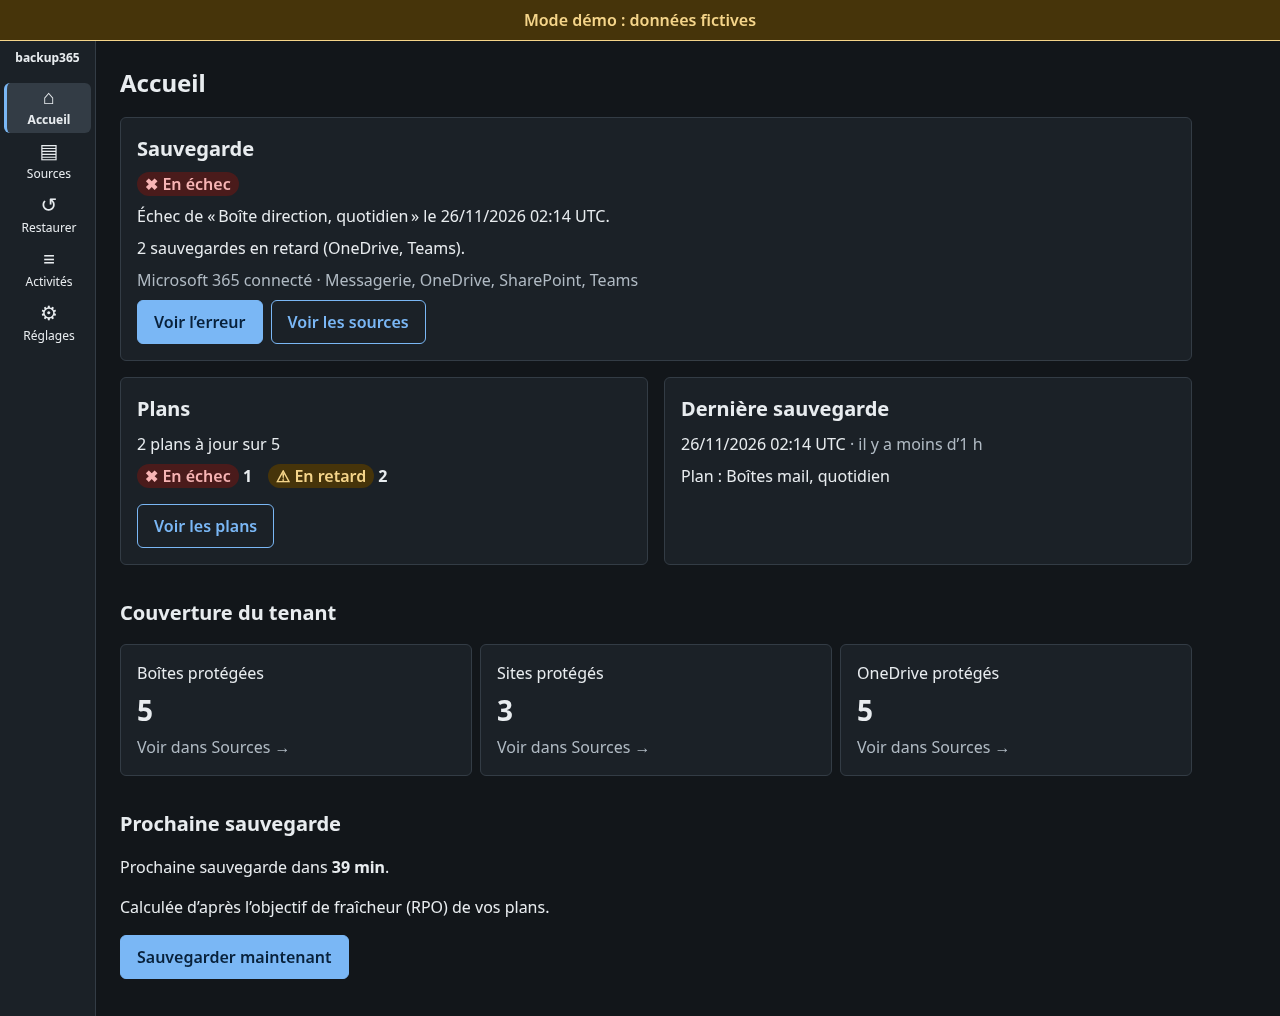 Mode démo : données fictives
backup365
Accueil
Sources
Restaurer
Activités
Réglages
Accueil
Sauvegarde
✖ En échec
Échec de « Boîte direction, quotidien » le 26/11/2026 02:14 UTC.
2 sauvegardes en retard (OneDrive, Teams).
Microsoft 365 connecté · Messagerie, OneDrive, SharePoint, Teams
Voir l’erreur
Voir les sources
Plans
2 plans à jour sur 5
✖ En échec 1 ⚠ En retard 2
Voir les plans
Dernière sauvegarde
26/11/2026 02:14 UTC · il y a moins d’1 h
Plan : Boîtes mail, quotidien
Couverture du tenant
Boîtes protégées
5
Voir dans Sources →
Sites protégés
3
Voir dans Sources →
OneDrive protégés
5
Voir dans Sources →
Prochaine sauvegarde
Prochaine sauvegarde dans 39 min.
Calculée d’après l’objectif de fraîcheur (RPO) de vos plans.
Sauvegarder maintenant